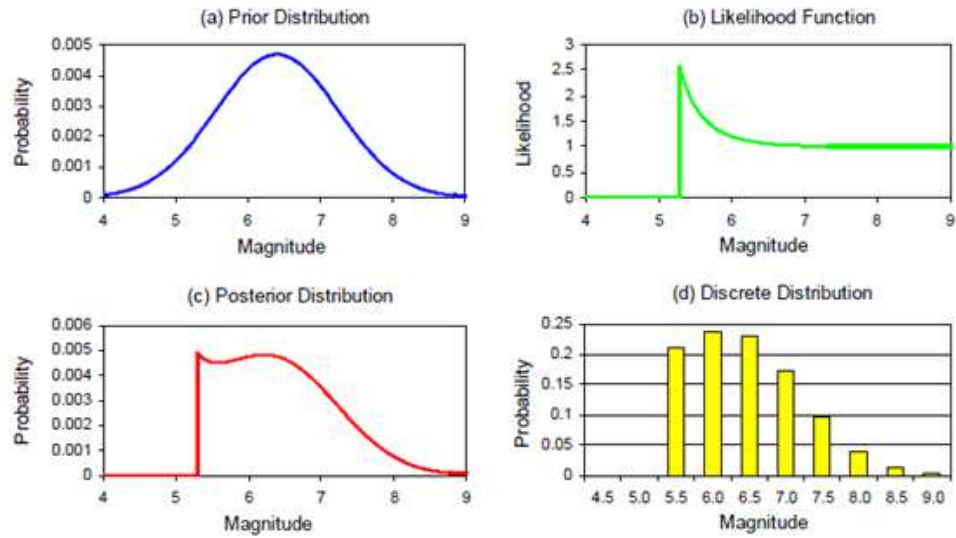 (a) Prior Distribution
0.005
0.004
0.003
0.002
0.001
0
Probability
4 5 6 7 8 9
Magnitude
(b) Likelihood Function
3
2.5
2
1.5
1
0.5
0
Likelihood
4 5 6 7 8 9
Magnitude
(c) Posterior Distribution
0.006
0.005
0.004
0.003
0.002
0.001
0
Probability
4 5 6 7 8 9
Magnitude
(d) Discrete Distribution
0.25
0.2
0.15
0.1
0.05
0
Probability
4.5 5.0 5.5 6.0 6.5 7.0 7.5 8.0 8.5 9.0
Magnitude